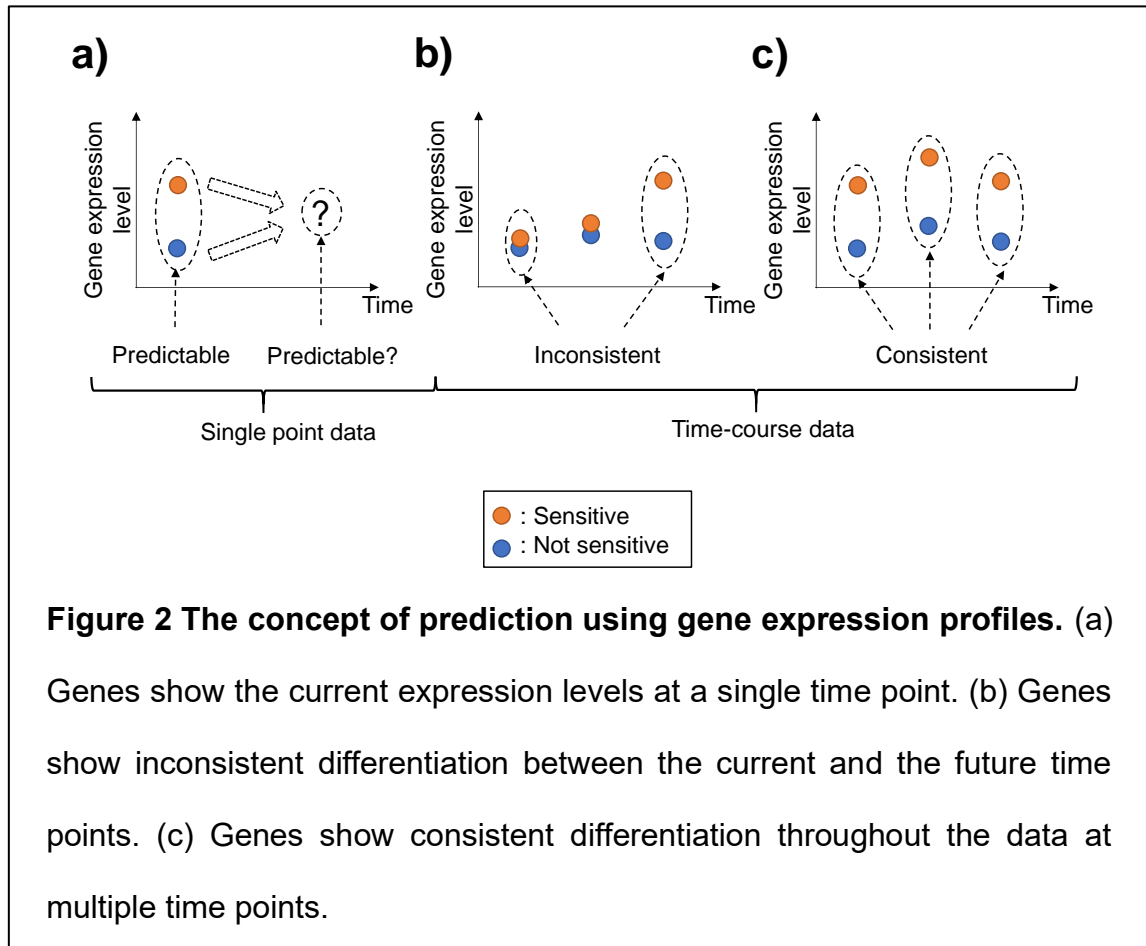 a)
Gene expression
level
?
Time
Predictable
Predictable?
Single point data
b)
Gene expression
level
Time
Inconsistent
c)
Gene expression
level
Time
Consistent
Time-course data
: Sensitive
: Not sensitive
Figure 2 The concept of prediction using gene expression profiles. (a)
Genes show the current expression levels at a single time point. (b) Genes
show inconsistent differentiation between the current and the future time
points. (c) Genes show consistent differentiation throughout the data at
multiple time points.